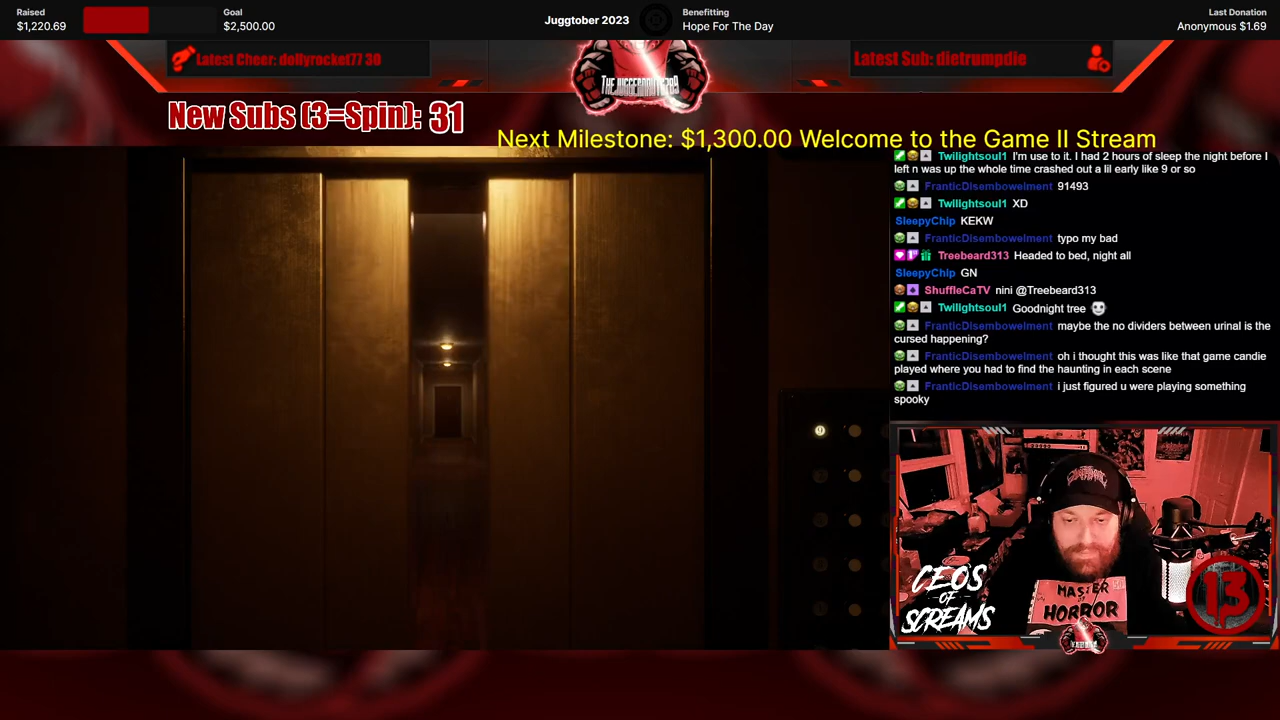 Raised
$1,220.69
Goal
$2,500.00
Juggtober 2023
Benefitting
Hope For The Day
Last Donation
Anonymous $1.69
Latest Cheer: dollyrocket77 30
THEJUGGERNAUT6789
Latest Sub: dietrumpdie
New Subs (3=Spin): 31
Next Milestone: $1,300.00 Welcome to the Game II Stream
Twilightsoul1 I'm use to it. I had 2 hours of sleep the night before I
left n was up the whole time crashed out a lil early like 9 or so
FranticDisembowelment 91493
Twilightsoul1 XD
SleepyChip KEKW
FranticDisembowelment typo my bad
Treebeard313 Headed to bed, night all
SleepyChip GN
ShuffleCaTV nini @Treebeard313
Twilightsoul1 Goodnight tree
FranticDisembowelment maybe the no dividers between urinal is the
cursed happening?
FranticDisembowelment oh i thought this was like that game candie
played where you had to find the haunting in each scene
FranticDisembowelment i just figured u were playing something
spooky
9
CEOS
OF
SCREAMS
MASTER
OF
HORROR
13